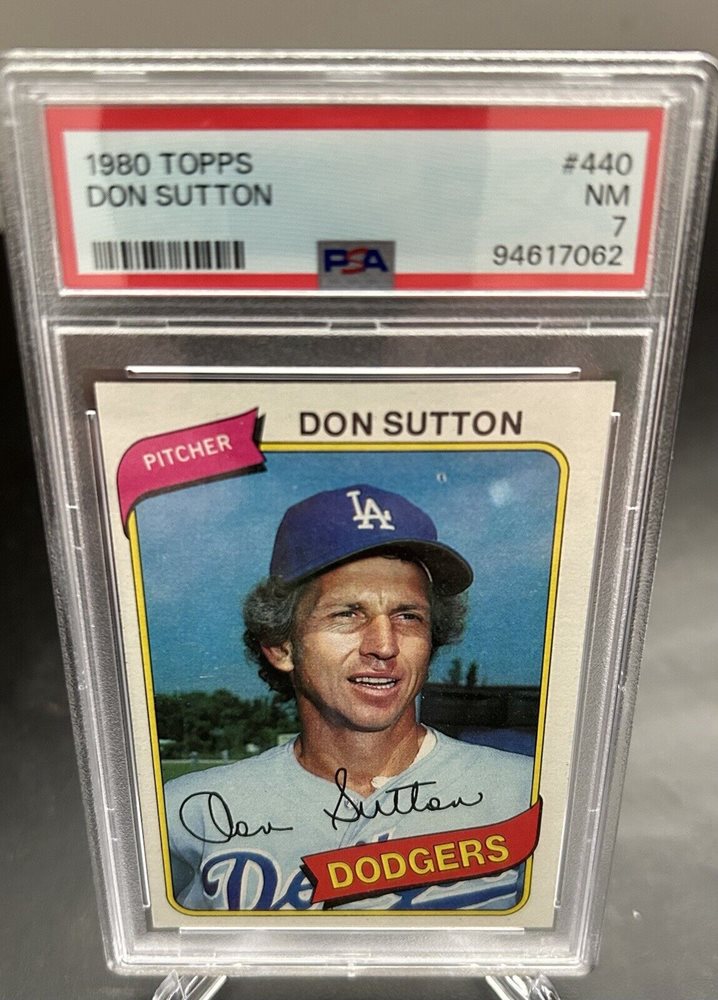 1980 TOPPS #440
DON SUTTON NM
7
PSA 94617062
DON SUTTON
PITCHER
LA
Don Sutton
DODGERS